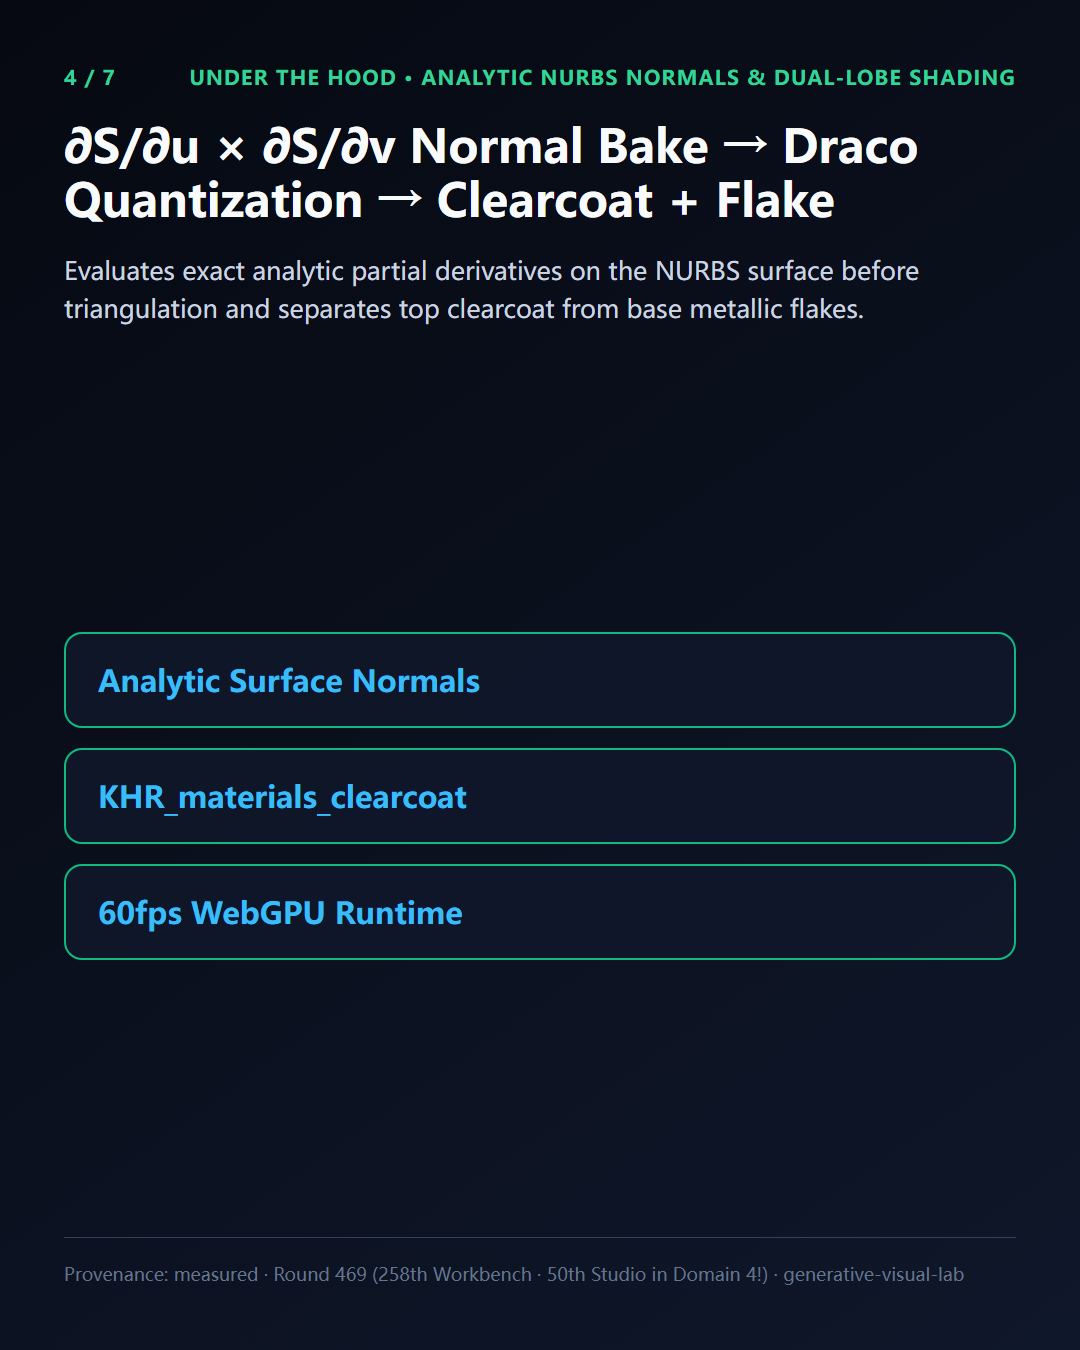 4 / 7 UNDER THE HOOD • ANALYTIC NURBS NORMALS & DUAL-LOBE SHADING
∂S/∂u × ∂S/∂v Normal Bake → Draco
Quantization → Clearcoat + Flake
Evaluates exact analytic partial derivatives on the NURBS surface before
triangulation and separates top clearcoat from base metallic flakes.
Analytic Surface Normals
KHR_materials_clearcoat
60fps WebGPU Runtime
Provenance: measured · Round 469 (258th Workbench · 50th Studio in Domain 4!) · generative-visual-lab